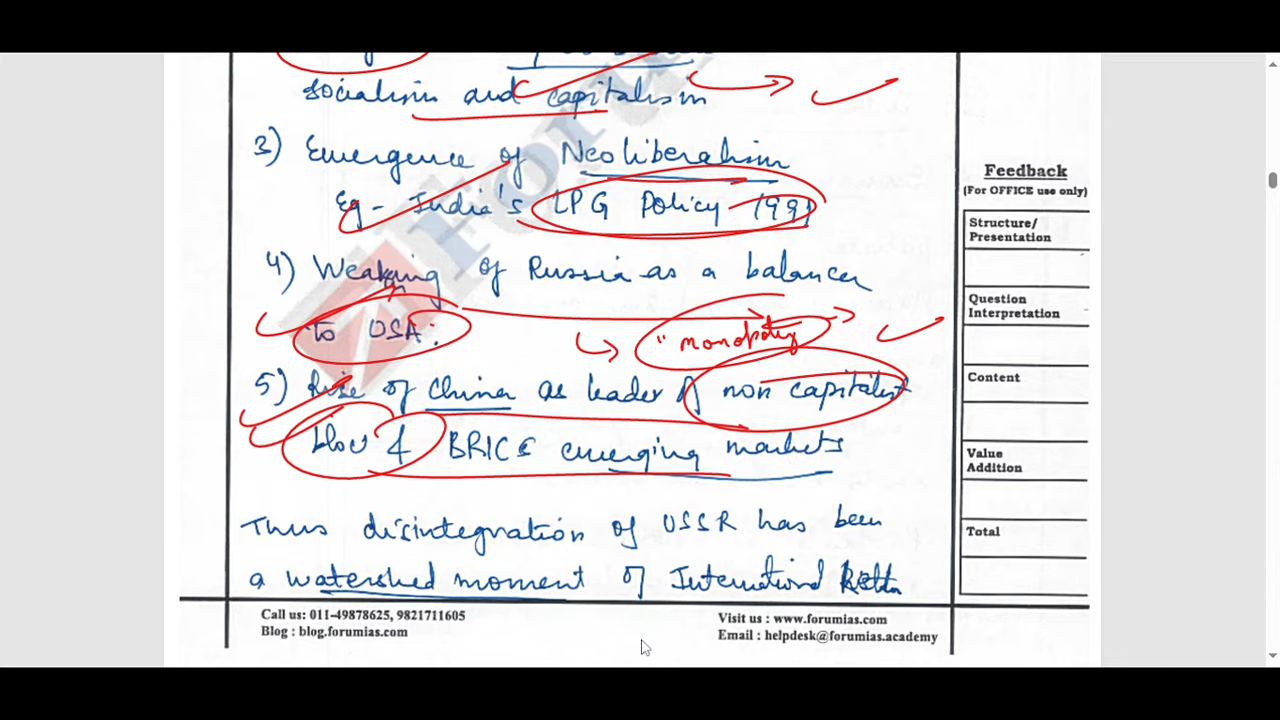 socialism and capitalism
3) Emergence of Neoliberalism
Eg - India's LPG Policy 1991
4) Weakning of Russia as a balancer
to USA.
"monopoly
5) Rise of China as leader of non capitalist
bloc & BRICS emerging markets
Thus disintegration of USSR has been
a watershed moment of International
Forum
Feedback
(For OFFICE use only)
Structure/
Presentation
Question
Interpretation
Content
Value
Addition
Total
Call us: 011-49878625, 9821711605
Blog : blog.forumias.com
Visit us : www.forumias.com
Email : helpdesk@forumias.academy